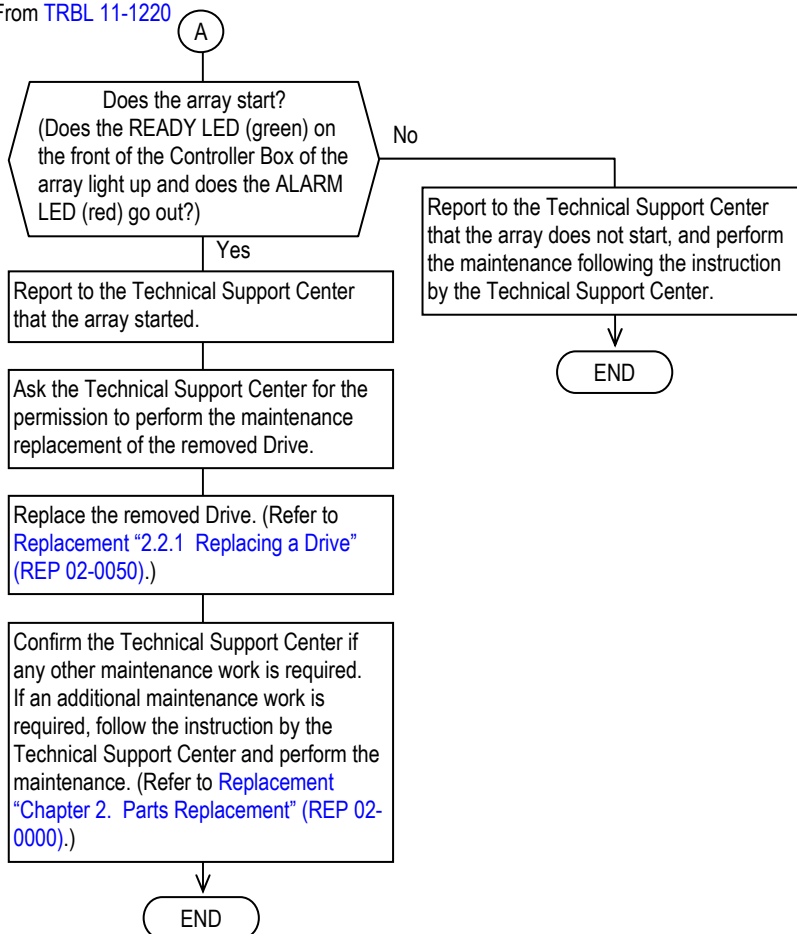 From TRBL 11-1220
A
Does the array start?
(Does the READY LED (green) on
the front of the Controller Box of the
array light up and does the ALARM
LED (red) go out?)
No
Report to the Technical Support Center
that the array does not start, and perform
the maintenance following the instruction
by the Technical Support Center.
END
Yes
Report to the Technical Support Center
that the array started.
Ask the Technical Support Center for the
permission to perform the maintenance
replacement of the removed Drive.
Replace the removed Drive. (Refer to
Replacement “2.2.1 Replacing a Drive”
(REP 02-0050).)
Confirm the Technical Support Center if
any other maintenance work is required.
If an additional maintenance work is
required, follow the instruction by the
Technical Support Center and perform the
maintenance. (Refer to Replacement
“Chapter 2. Parts Replacement” (REP 02-
0000).)
END